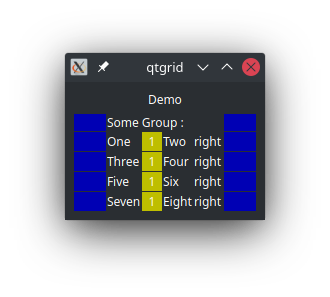 qtgrid
Demo
Some Group :
One 1 Two right
Three 1 Four right
Five 1 Six right
Seven 1 Eight right